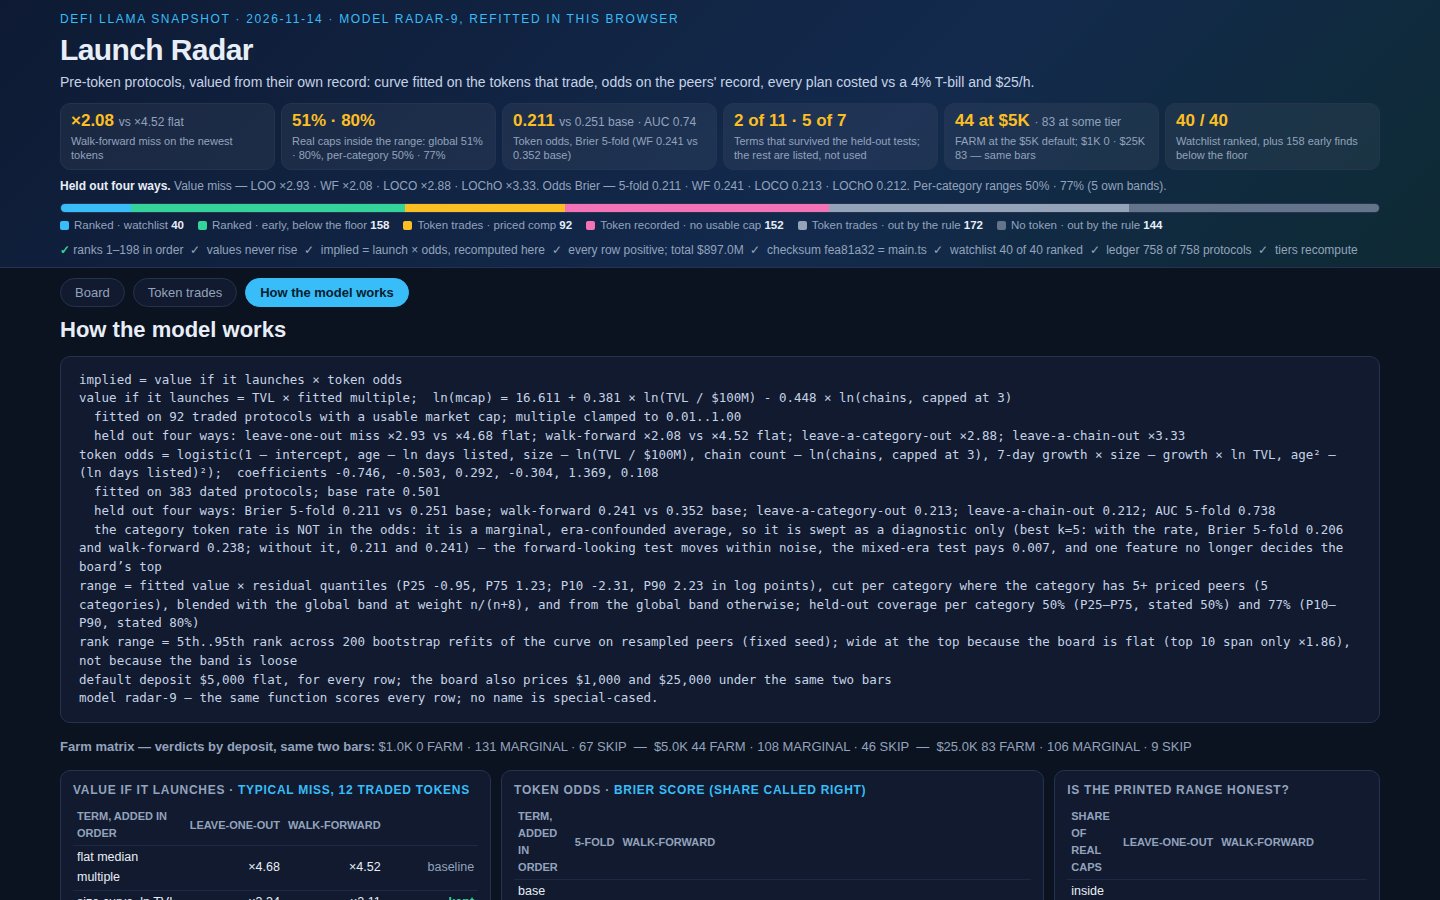 DEFI LLAMA SNAPSHOT · 2026-11-14 · MODEL RADAR-9, REFITTED IN THIS BROWSER
Launch Radar
Pre-token protocols, valued from their own record: curve fitted on the tokens that trade, odds on the peers' record, every plan costed vs a 4% T-bill and $25/h.
×2.08 vs ×4.52 flat
Walk-forward miss on the newest
tokens
51% · 80%
Real caps inside the range: global 51%
· 80%, per-category 50% · 77%
0.211 vs 0.251 base · AUC 0.74
Token odds, Brier 5-fold (WF 0.241 vs
0.352 base)
2 of 11 · 5 of 7
Terms that survived the held-out tests;
the rest are listed, not used
44 at $5K · 83 at some tier
FARM at the $5K default; $1K 0 · $25K
83 — same bars
40 / 40
Watchlist ranked, plus 158 early finds
below the floor
Held out four ways. Value miss — LOO ×2.93 · WF ×2.08 · LOCO ×2.88 · LOChO ×3.33. Odds Brier — 5-fold 0.211 · WF 0.241 · LOCO 0.213 · LOChO 0.212. Per-category ranges 50% · 77% (5 own bands).
Ranked · watchlist 40 Ranked · early, below the floor 158 Token trades · priced comp 92 Token recorded · no usable cap 152 Token trades · out by the rule 172 No token · out by the rule 144
✓ ranks 1–198 in order ✓ values never rise ✓ implied = launch × odds, recomputed here ✓ every row positive; total $897.0M ✓ checksum fea81a32 = main.ts ✓ watchlist 40 of 40 ranked ✓ ledger 758 of 758 protocols ✓ tiers recompute
Board Token trades How the model works
How the model works
implied = value if it launches × token odds
value if it launches = TVL × fitted multiple; ln(mcap) = 16.611 + 0.381 × ln(TVL / $100M) - 0.448 × ln(chains, capped at 3)
fitted on 92 traded protocols with a usable market cap; multiple clamped to 0.01..1.00
held out four ways: leave-one-out miss ×2.93 vs ×4.68 flat; walk-forward ×2.08 vs ×4.52 flat; leave-a-category-out ×2.88; leave-a-chain-out ×3.33
token odds = logistic(1 — intercept, age — ln days listed, size — ln(TVL / $100M), chain count — ln(chains, capped at 3), 7-day growth × size — growth × ln TVL, age² —
(ln days listed)²); coefficients -0.746, -0.503, 0.292, -0.304, 1.369, 0.108
fitted on 383 dated protocols; base rate 0.501
held out four ways: Brier 5-fold 0.211 vs 0.251 base; walk-forward 0.241 vs 0.352 base; leave-a-category-out 0.213; leave-a-chain-out 0.212; AUC 5-fold 0.738
the category token rate is NOT in the odds: it is a marginal, era-confounded average, so it is swept as a diagnostic only (best k=5: with the rate, Brier 5-fold 0.206
and walk-forward 0.238; without it, 0.211 and 0.241) — the forward-looking test moves within noise, the mixed-era test pays 0.007, and one feature no longer decides the
board's top
range = fitted value × residual quantiles (P25 -0.95, P75 1.23; P10 -2.31, P90 2.23 in log points), cut per category where the category has 5+ priced peers (5
categories), blended with the global band at weight n/(n+8), and from the global band otherwise; held-out coverage per category 50% (P25–P75, stated 50%) and 77% (P10–
P90, stated 80%)
rank range = 5th..95th rank across 200 bootstrap refits of the curve on resampled peers (fixed seed); wide at the top because the board is flat (top 10 span only ×1.86),
not because the band is loose
default deposit $5,000 flat, for every row; the board also prices $1,000 and $25,000 under the same two bars
model radar-9 — the same function scores every row; no name is special-cased.
Farm matrix — verdicts by deposit, same two bars: $1.0K 0 FARM · 131 MARGINAL · 67 SKIP — $5.0K 44 FARM · 108 MARGINAL · 46 SKIP — $25.0K 83 FARM · 106 MARGINAL · 9 SKIP
VALUE IF IT LAUNCHES · TYPICAL MISS, 12 TRADED TOKENS
TERM, ADDED IN
ORDER
LEAVE-ONE-OUT WALK-FORWARD
flat median
multiple
×4.68 ×4.52 baseline
TOKEN ODDS · BRIER SCORE (SHARE CALLED RIGHT)
TERM,
ADDED
IN
ORDER
5-FOLD WALK-FORWARD
base
IS THE PRINTED RANGE HONEST?
SHARE
OF
REAL
CAPS
LEAVE-ONE-OUT WALK-FORWARD
inside